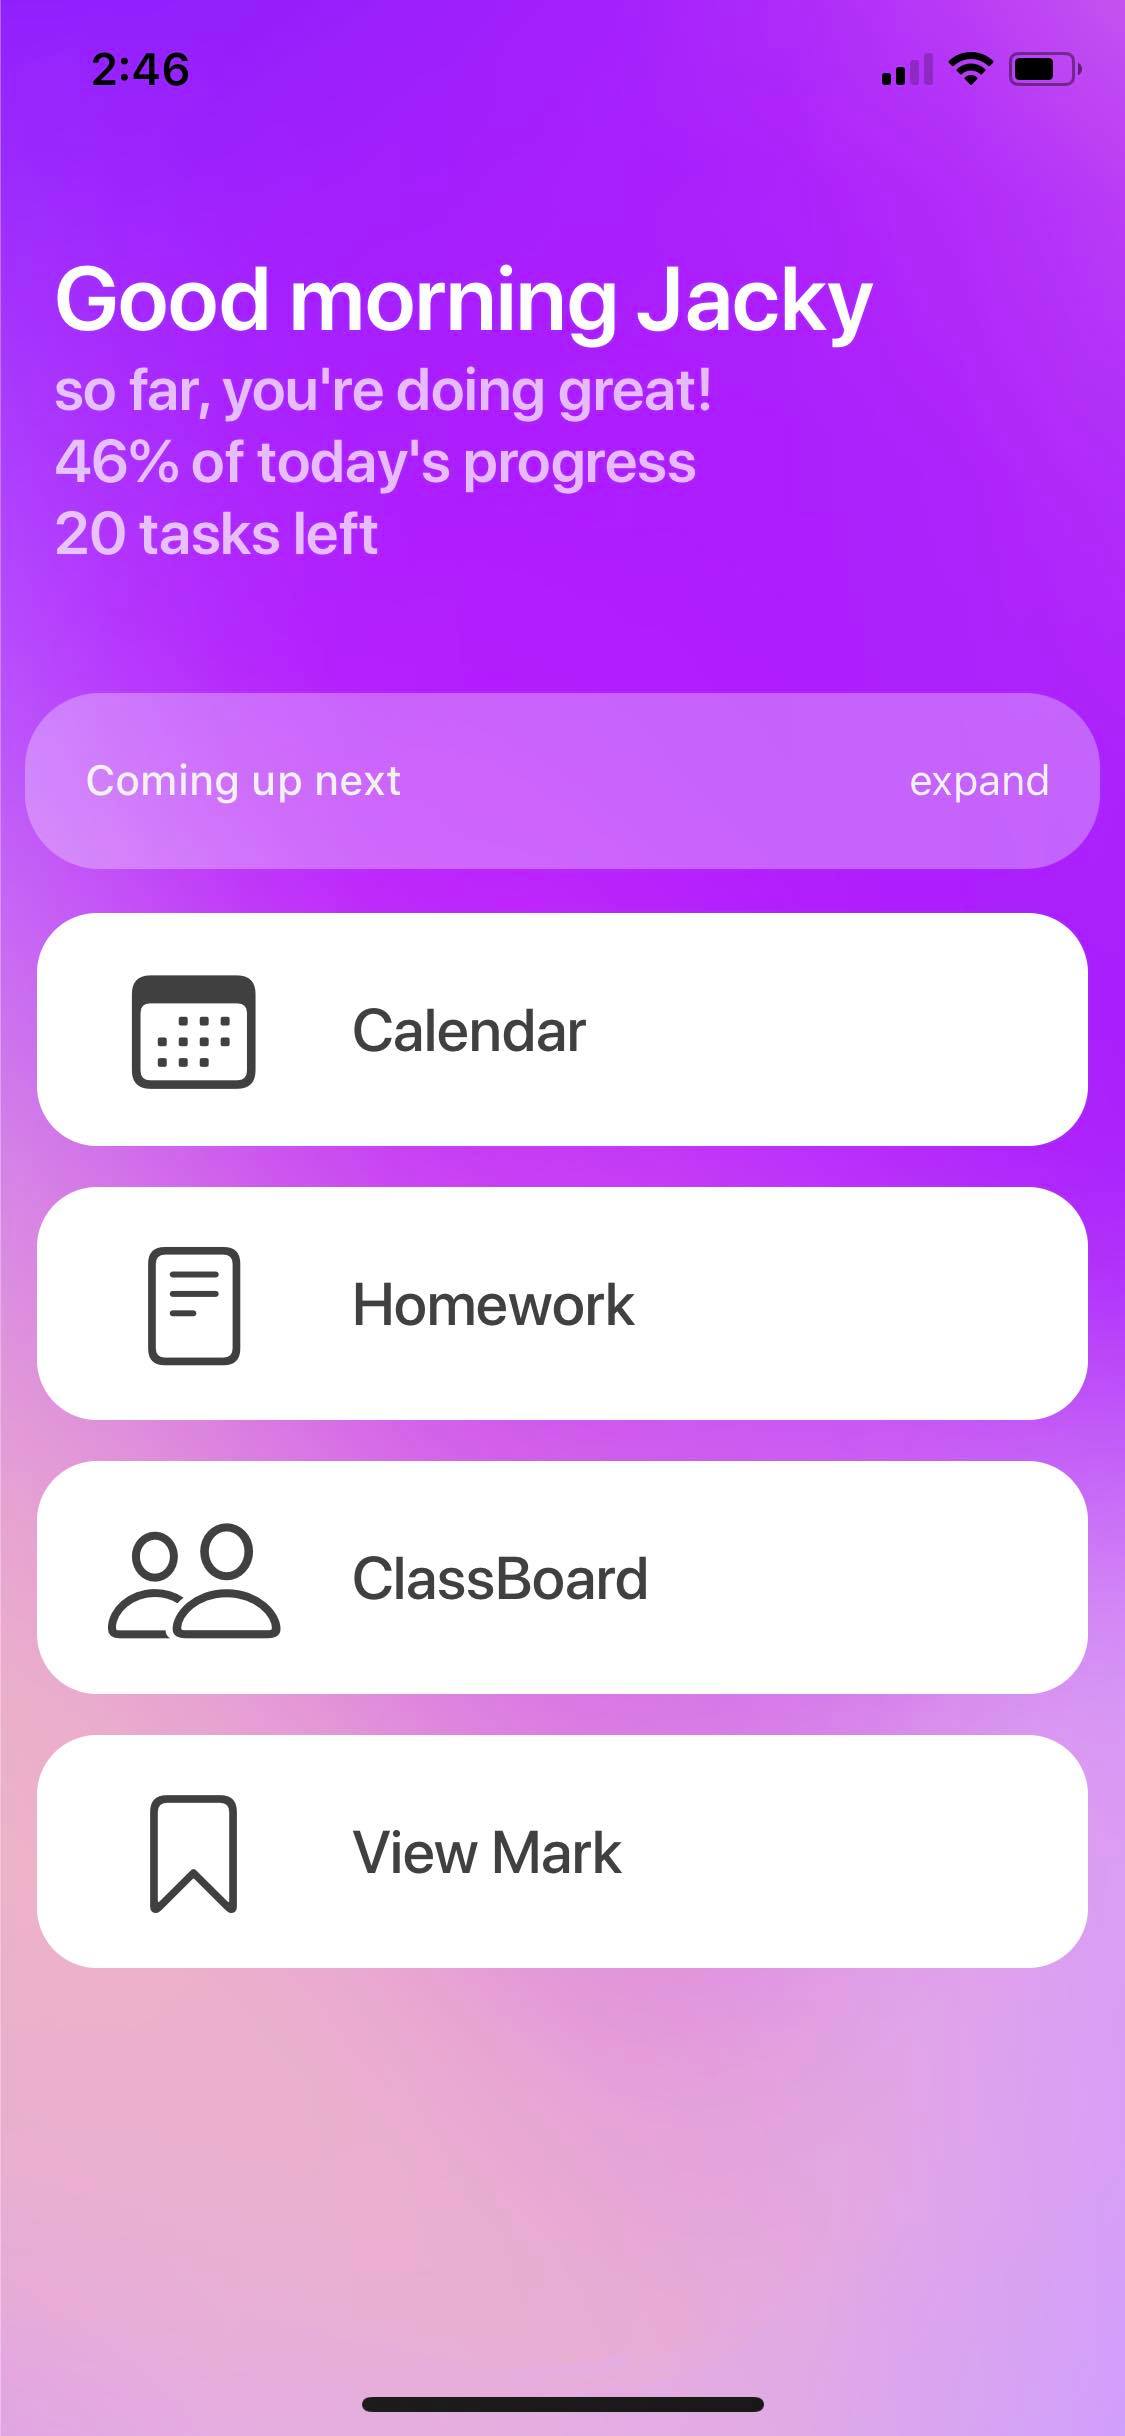 2:46
Good morning Jacky
so far, you're doing great!
46% of today's progress
20 tasks left
Coming up next
expand
Calendar
Homework
ClassBoard
View Mark